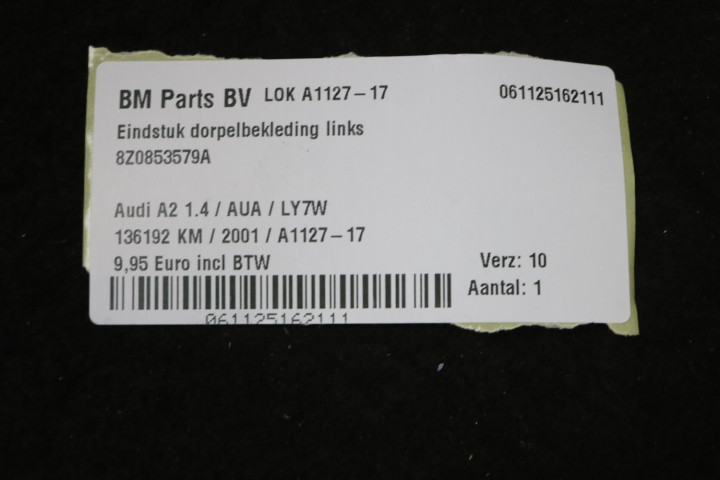 BM Parts BV LOK A1127-17 061125162111
Eindstuk dorpelbekleding links
8Z0853579A
Audi A2 1.4 / AUA / LY7W
136192 KM / 2001 / A1127-17
9,95 Euro incl BTW Verz: 10
Aantal: 1
061125162111